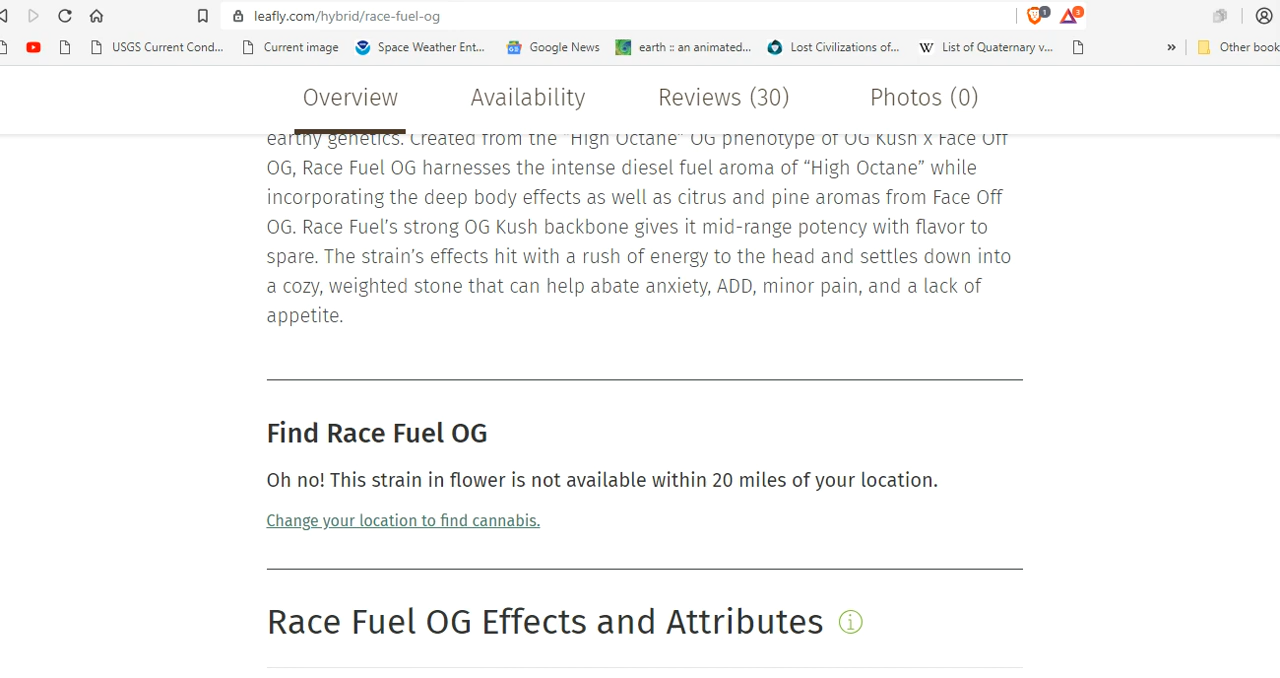 leafly.com/hybrid/race-fuel-og
1
3
USGS Current Cond...
Current image
Space Weather Ent...
Google News
earth :: an animated...
Lost Civilizations of...
W
List of Quaternary v...
»
Other book
Overview
Availability
Reviews (30)
Photos (0)
earthy genetics. Created from the “High Octane” OG phenotype of OG Kush x Face Off
OG, Race Fuel OG harnesses the intense diesel fuel aroma of “High Octane” while
incorporating the deep body effects as well as citrus and pine aromas from Face Off
OG. Race Fuel’s strong OG Kush backbone gives it mid-range potency with flavor to
spare. The strain’s effects hit with a rush of energy to the head and settles down into
a cozy, weighted stone that can help abate anxiety, ADD, minor pain, and a lack of
appetite.
Find Race Fuel OG
Oh no! This strain in flower is not available within 20 miles of your location.
Change your location to find cannabis.
Race Fuel OG Effects and Attributes